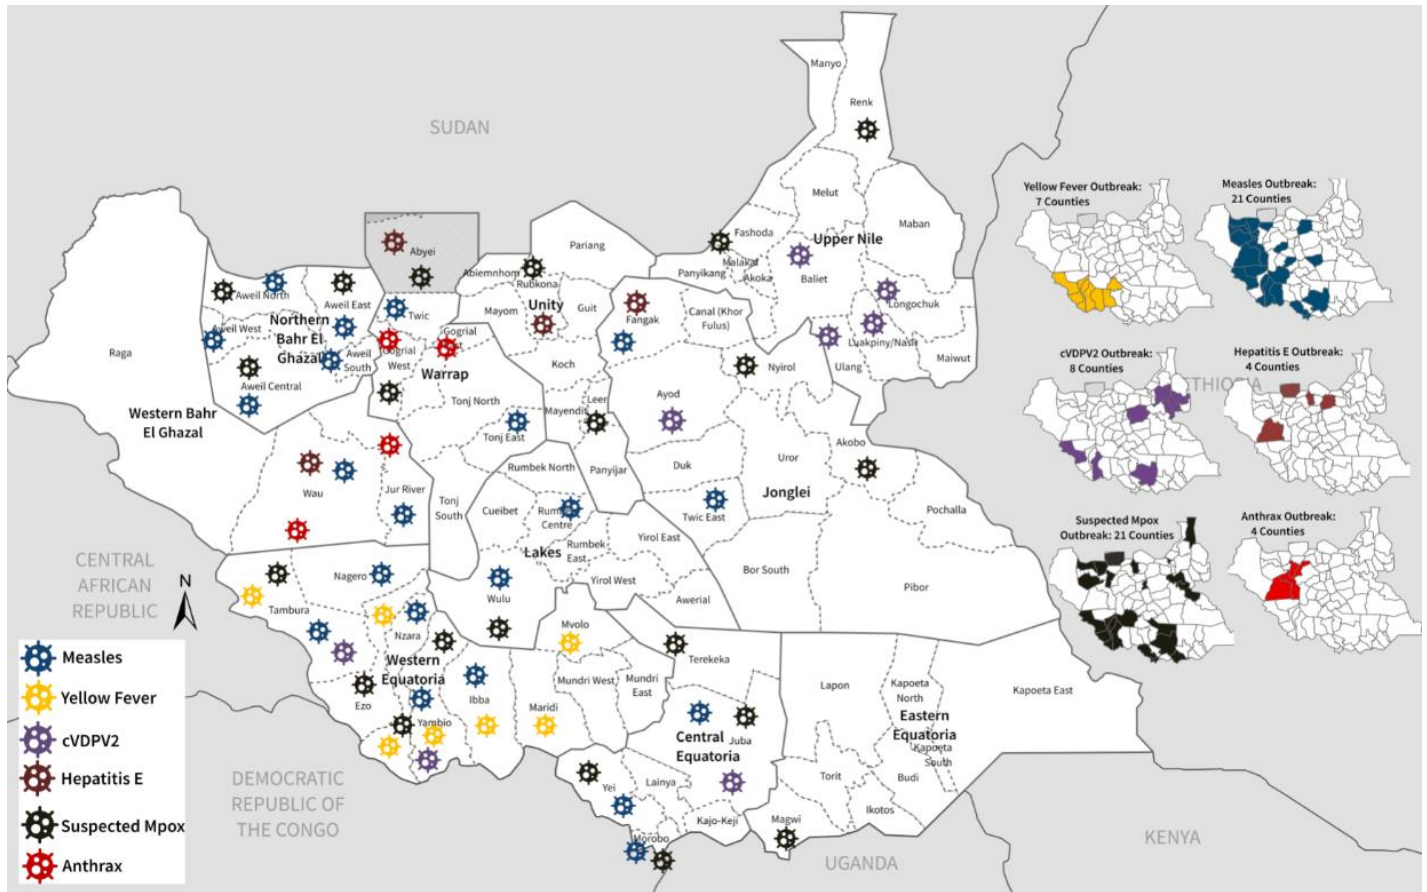 SUDAN
Manyo
Renk
Melut
Maban
Fashoda
Upper Nile
Malakal
Panyikang
Akoka
Baliet
Longochuk
Luakpiny/Nasir
Maiwut
Ulang
Abyei
Pariang
Abiemnhom
Rubkona
Unity
Mayom
Guit
Koch
Leer
Mayendit
Panyijar
Fangak
Canal (Khor
Fulus)
Nyirol
Ayod
Akobo
Duk
Uror
Jonglei
Twic East
Pochalla
Bor South
Pibor
Raga
Aweil North
Aweil East
Northern
Bahr El
Ghazal
Aweil West
Aweil
South
Aweil Central
Western Bahr
El Ghazal
Twic
Gogrial
West
Gogrial
Warrap
Tonj North
Tonj East
Tonj
South
Wau
Jur River
Rumbek North
Cueibet
Rumbek
Centre
Lakes
Rumbek
East
Yirol East
Yirol West
Awerial
Wulu
CENTRAL
AFRICAN
REPUBLIC
N
Nagero
Tambura
Nzara
Western
Equatoria
Ezo
Yambio
Ibba
Maridi
Mvolo
Mundri West
Mundri
East
Terekeka
Central
Equatoria
Juba
Yei
Lainya
Morobo
Kajo-Keji
Magwi
Lapon
Kapoeta
North
Kapoeta East
Eastern
Equatoria
Kapoeta
South
Torit
Budi
Ikotos
DEMOCRATIC
REPUBLIC OF
THE CONGO
UGANDA
KENYA
THIOPIA
Measles
Yellow Fever
cVDPV2
Hepatitis E
Suspected Mpox
Anthrax
Yellow Fever Outbreak:
7 Counties
Measles Outbreak:
21 Counties
cVDPV2 Outbreak:
8 Counties
Hepatitis E Outbreak:
4 Counties
Suspected Mpox
Outbreak: 21 Counties
Anthrax Outbreak:
4 Counties